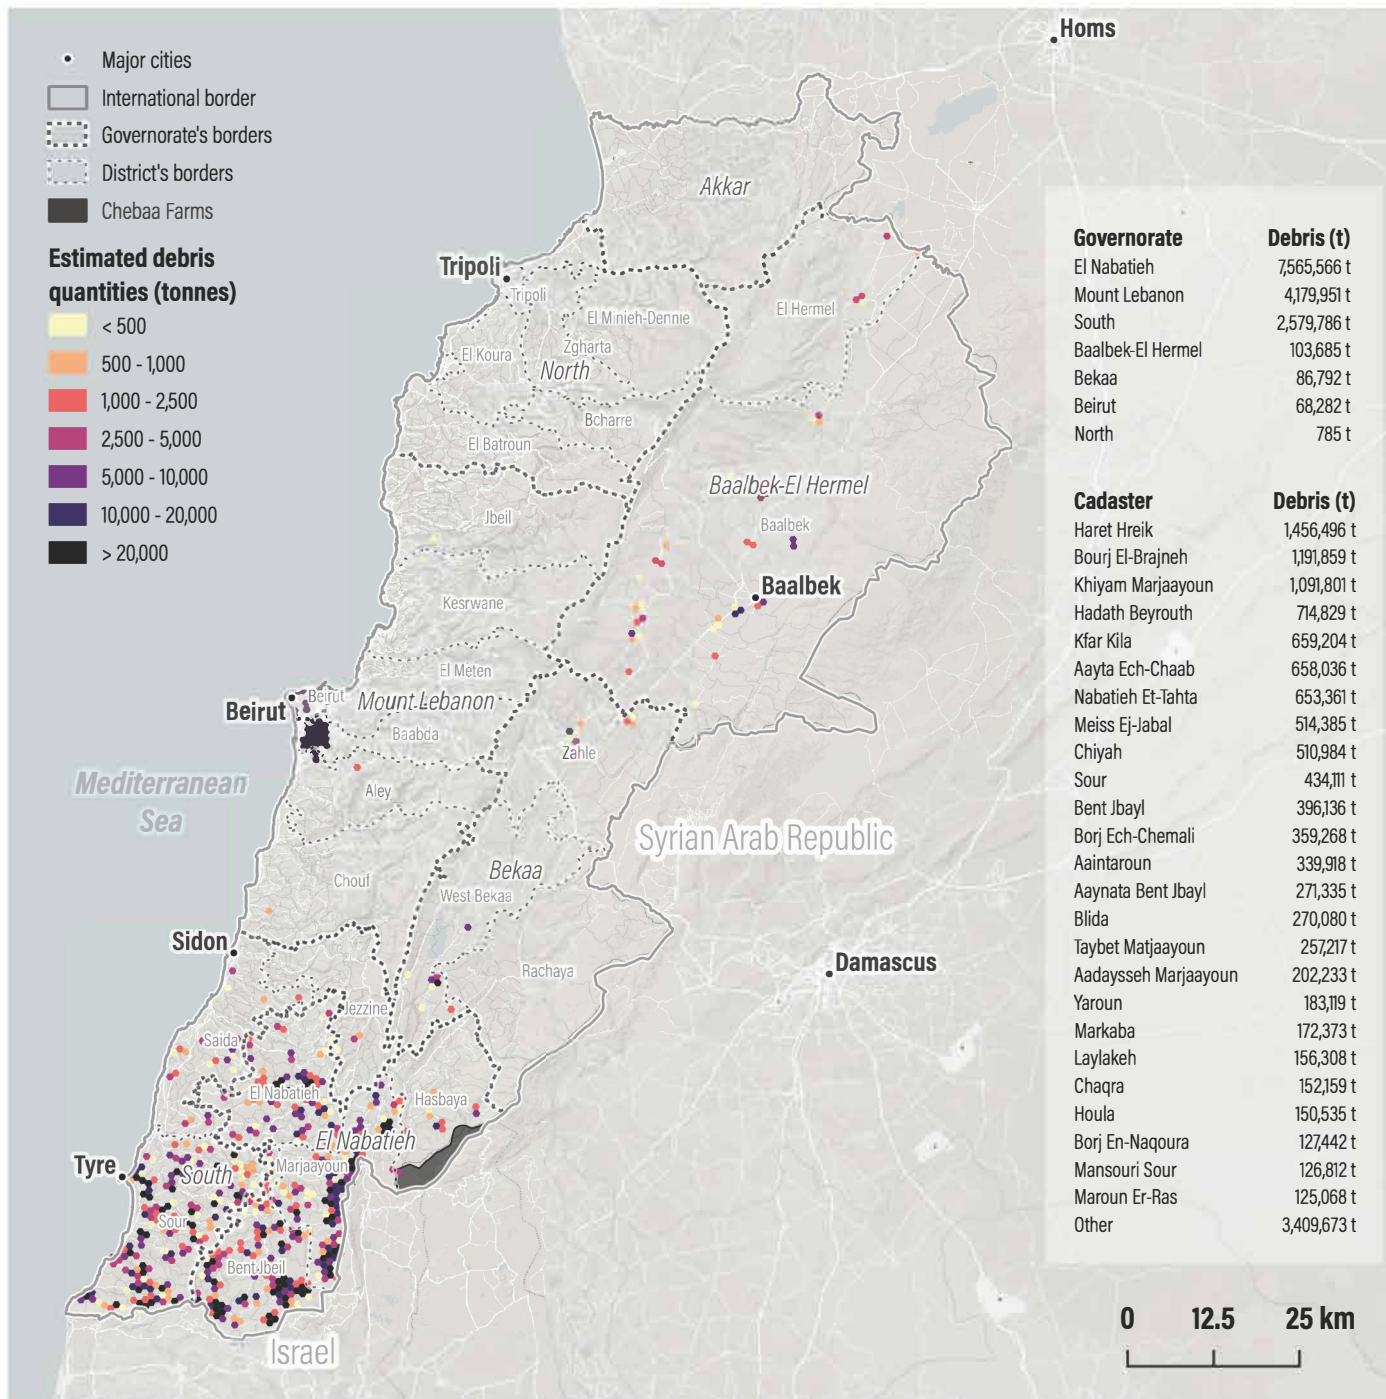 Major cities
International border
Governorate's borders
District's borders
Chebaa Farms
Estimated debris
quantities (tonnes)
< 500
500 - 1,000
1,000 - 2,500
2,500 - 5,000
5,000 - 10,000
10,000 - 20,000
> 20,000
Homs
Akkar
Tripoli
Tripoli
El Minieh-Dennie
El Hermel
Zgharta
El Koura
North
Bcharre
El Batroun
Baalbek-El Hermel
Jbeil
Baalbek
Baalbek
Kesrwane
El Meten
Beirut
Mount Lebanon
Beirut
Baabda
Zahle
Mediterranean
Sea
Aley
Syrian Arab Republic
Bekaa
Chouf
West Bekaa
Sidon
Damascus
Rachaya
Jezzine
Saida
El Nabatieh
Hasbaya
El Nabatieh
Tyre
South
Marjaayoun
Sour
Bent Jbeil
Israel
Governorate Debris (t)
El Nabatieh 7,565,566 t
Mount Lebanon 4,179,951 t
South 2,579,786 t
Baalbek-El Hermel 103,685 t
Bekaa 86,792 t
Beirut 68,282 t
North 785 t
Cadaster Debris (t)
Haret Hreik 1,456,496 t
Bourj El-Brajneh 1,191,859 t
Khiyam Marjaayoun 1,091,801 t
Hadath Beyrouth 714,829 t
Kfar Kila 659,204 t
Aayta Ech-Chaab 658,036 t
Nabatieh Et-Tahta 653,361 t
Meiss Ej-Jabal 514,385 t
Chiyah 510,984 t
Sour 434,111 t
Bent Jbayl 396,136 t
Borj Ech-Chemali 359,268 t
Aaintaroun 339,918 t
Aaynata Bent Jbayl 271,335 t
Blida 270,080 t
Taybet Matjaayoun 257,217 t
Aadaysseh Marjaayoun 202,233 t
Yaroun 183,119 t
Markaba 172,373 t
Laylakeh 156,308 t
Chaqra 152,159 t
Houla 150,535 t
Borj En-Naqoura 127,442 t
Mansouri Sour 126,812 t
Maroun Er-Ras 125,068 t
Other 3,409,673 t
0 12.5 25 km